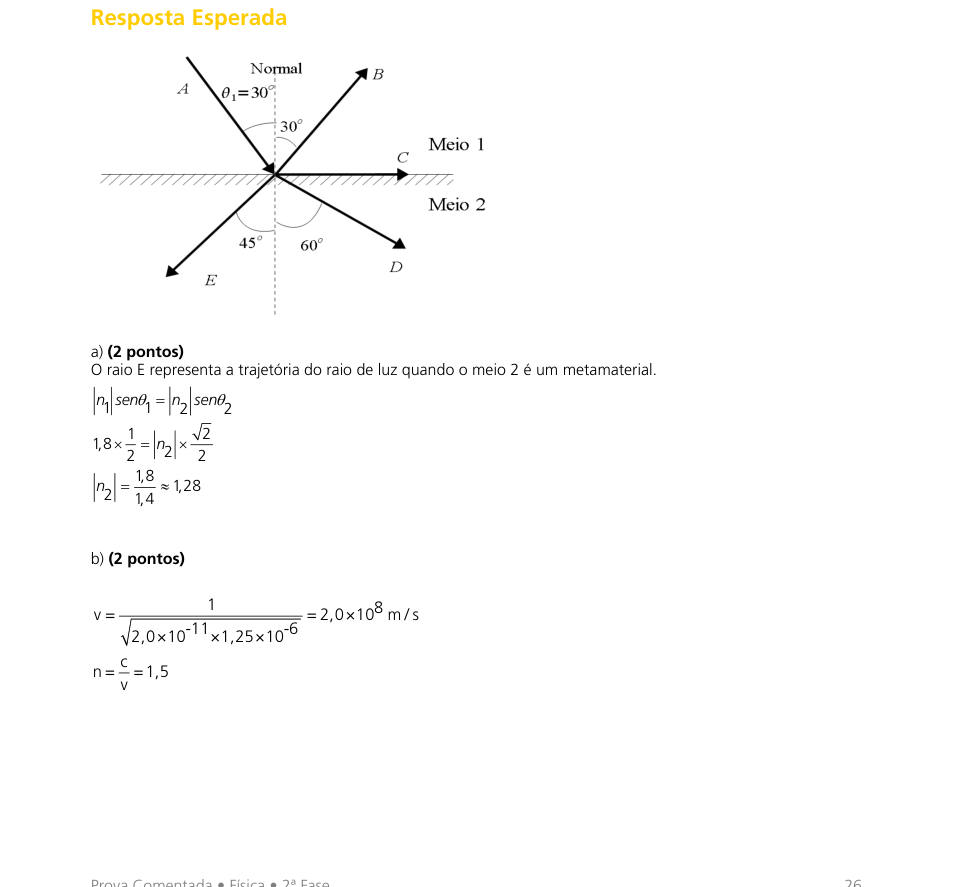 Resposta Esperada
Normal
A
θ₁=30°
B
30°
Meio 1
C
Meio 2
45°
60°
D
E
a) (2 pontos)
O raio E representa a trajetória do raio de luz quando o meio 2 é um metamaterial.
|n₁| senθ₁ = |n₂| senθ₂
1,8 × 1/2 = |n₂| × √2/2
|n₂| = 1,8/1,4 ≈ 1,28
b) (2 pontos)
v = 1/√(2,0×10⁻¹¹×1,25×10⁻⁶) = 2,0×10⁸ m/s
n = c/v = 1,5
Prova Comentada • Física • 2ª Fase
26